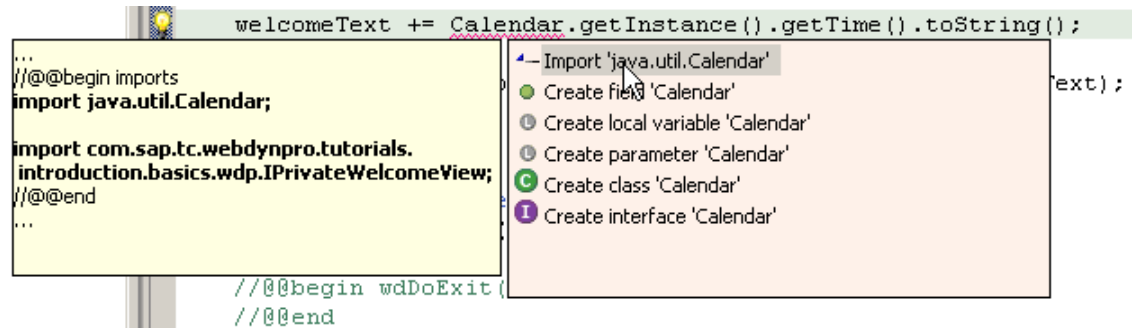 welcomeText += Calendar.getInstance().getTime().toString();
...
//@@begin imports
import java.util.Calendar;
import com.sap.tc.webdynpro.tutorials.
introduction.basics.wdp.IPrivateWelcomeView;
//@@end
...
Import 'java.util.Calendar'
Create field 'Calendar'
Create local variable 'Calendar'
Create parameter 'Calendar'
Create class 'Calendar'
Create interface 'Calendar'
ext);
//@@begin wdDoExit(
//@@end